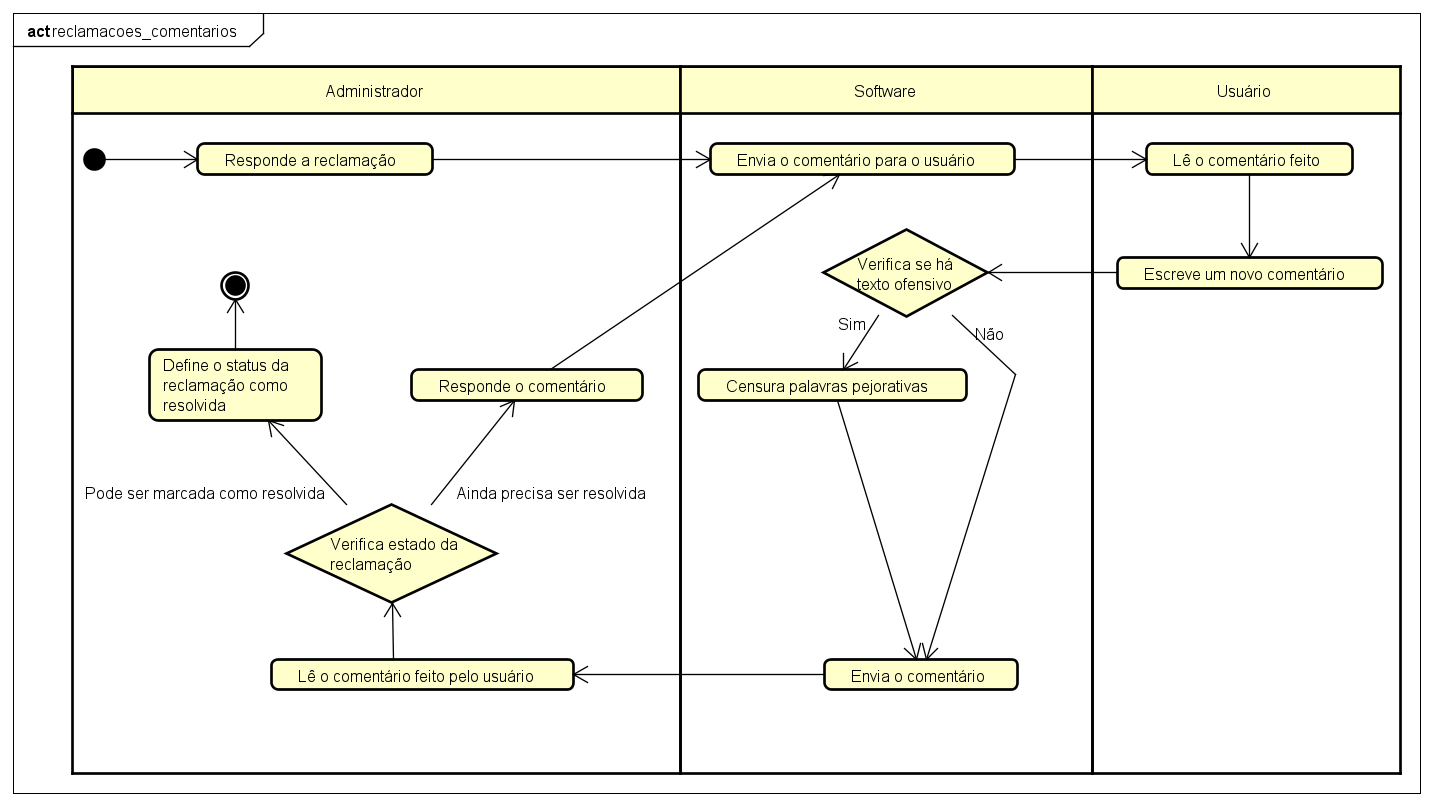 act reclamacoes_comentarios
Administrador
Software
Usuário
Responde a reclamação
Envia o comentário para o usuário
Lê o comentário feito
Verifica se há
texto ofensivo
Escreve um novo comentário
Sim
Não
Define o status da
reclamação como
resolvida
Responde o comentário
Censura palavras pejorativas
Pode ser marcada como resolvida
Ainda precisa ser resolvida
Verifica estado da
reclamação
Lê o comentário feito pelo usuário
Envia o comentário